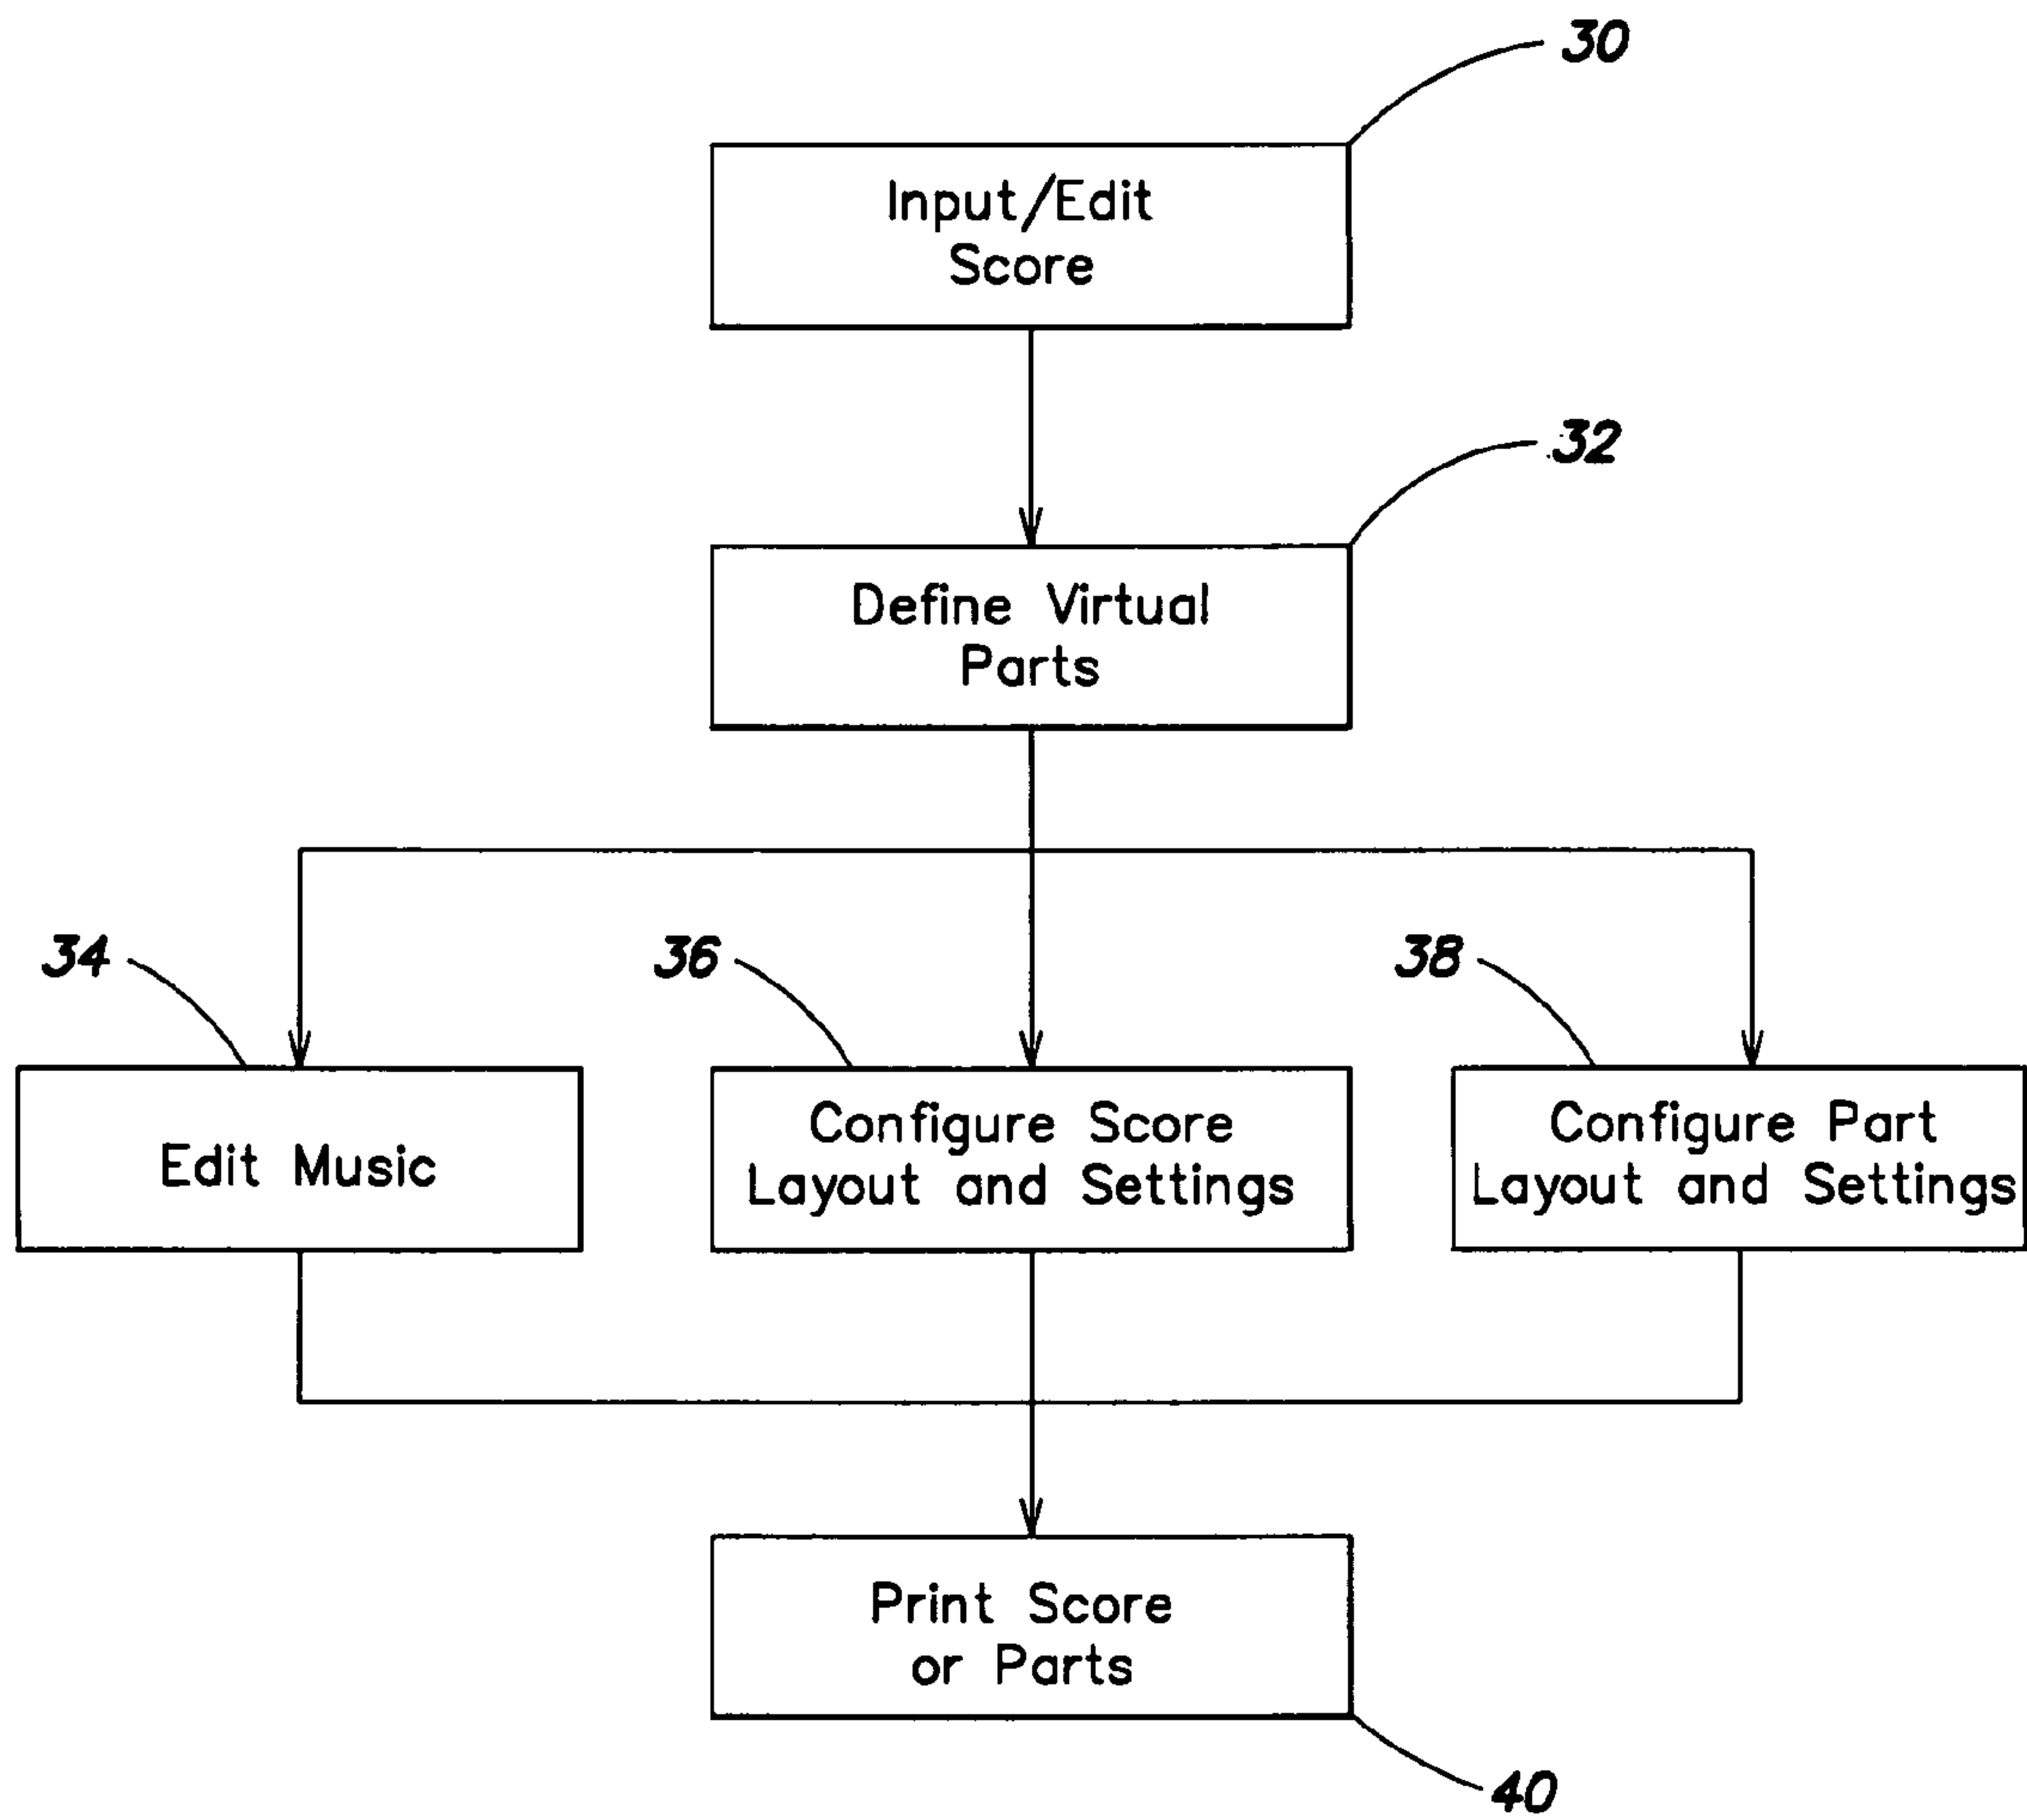 30
Input/Edit
Score
32
Define Virtual
Parts
34
36
38
Edit Music
Configure Score
Layout and Settings
Configure Part
Layout and Settings
Print Score
or Parts
40